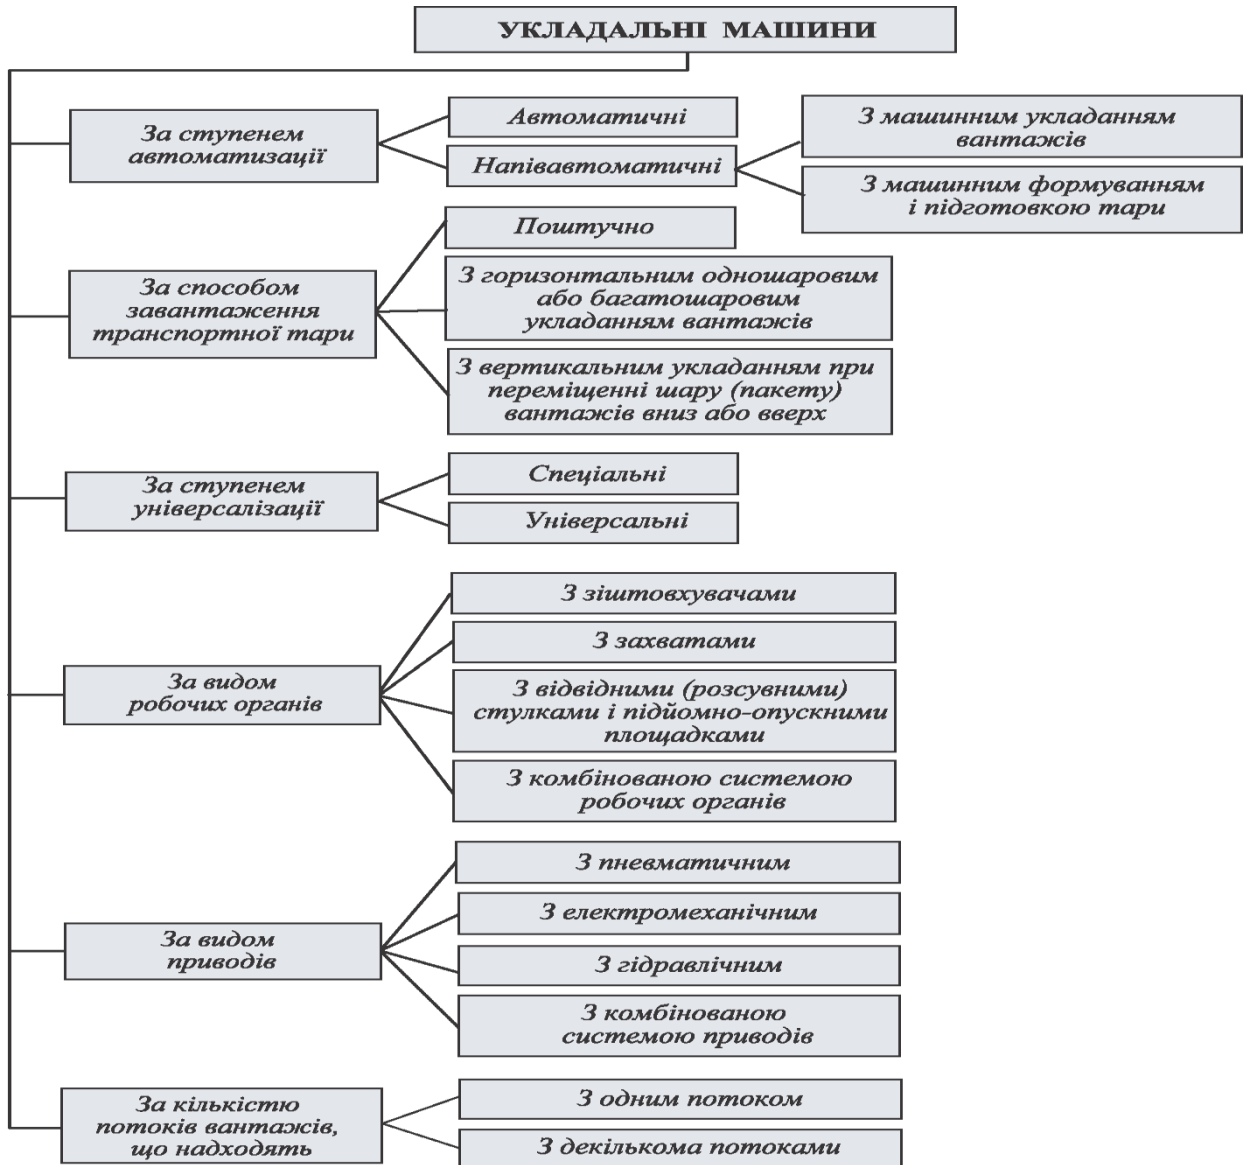 УКЛАДАЛЬНІ МАШИНИ
За ступенем
автоматизації
Автоматичні
Напівавтоматичні
З машинним укладанням
вантажів
З машинним формуванням
і підготовкою тари
За способом
завантаження
транспортної тари
Поштучно
З горизонтальним одношаровим
або багатошаровим
укладанням вантажів
З вертикальним укладанням при
переміщенні шару (пакету)
вантажів вниз або вверх
За ступенем
універсалізації
Спеціальні
Універсальні
За видом
робочих органів
З зіштовхувачами
З захватами
З відвідними (розсувними)
стулками і підйомно-опускними
площадками
З комбінованою системою
робочих органів
За видом
приводів
З пневматичним
З електромеханічним
З гідравлічним
З комбінованою
системою приводів
За кількістю
потоків вантажів,
що надходять
З одним потоком
З декількома потоками